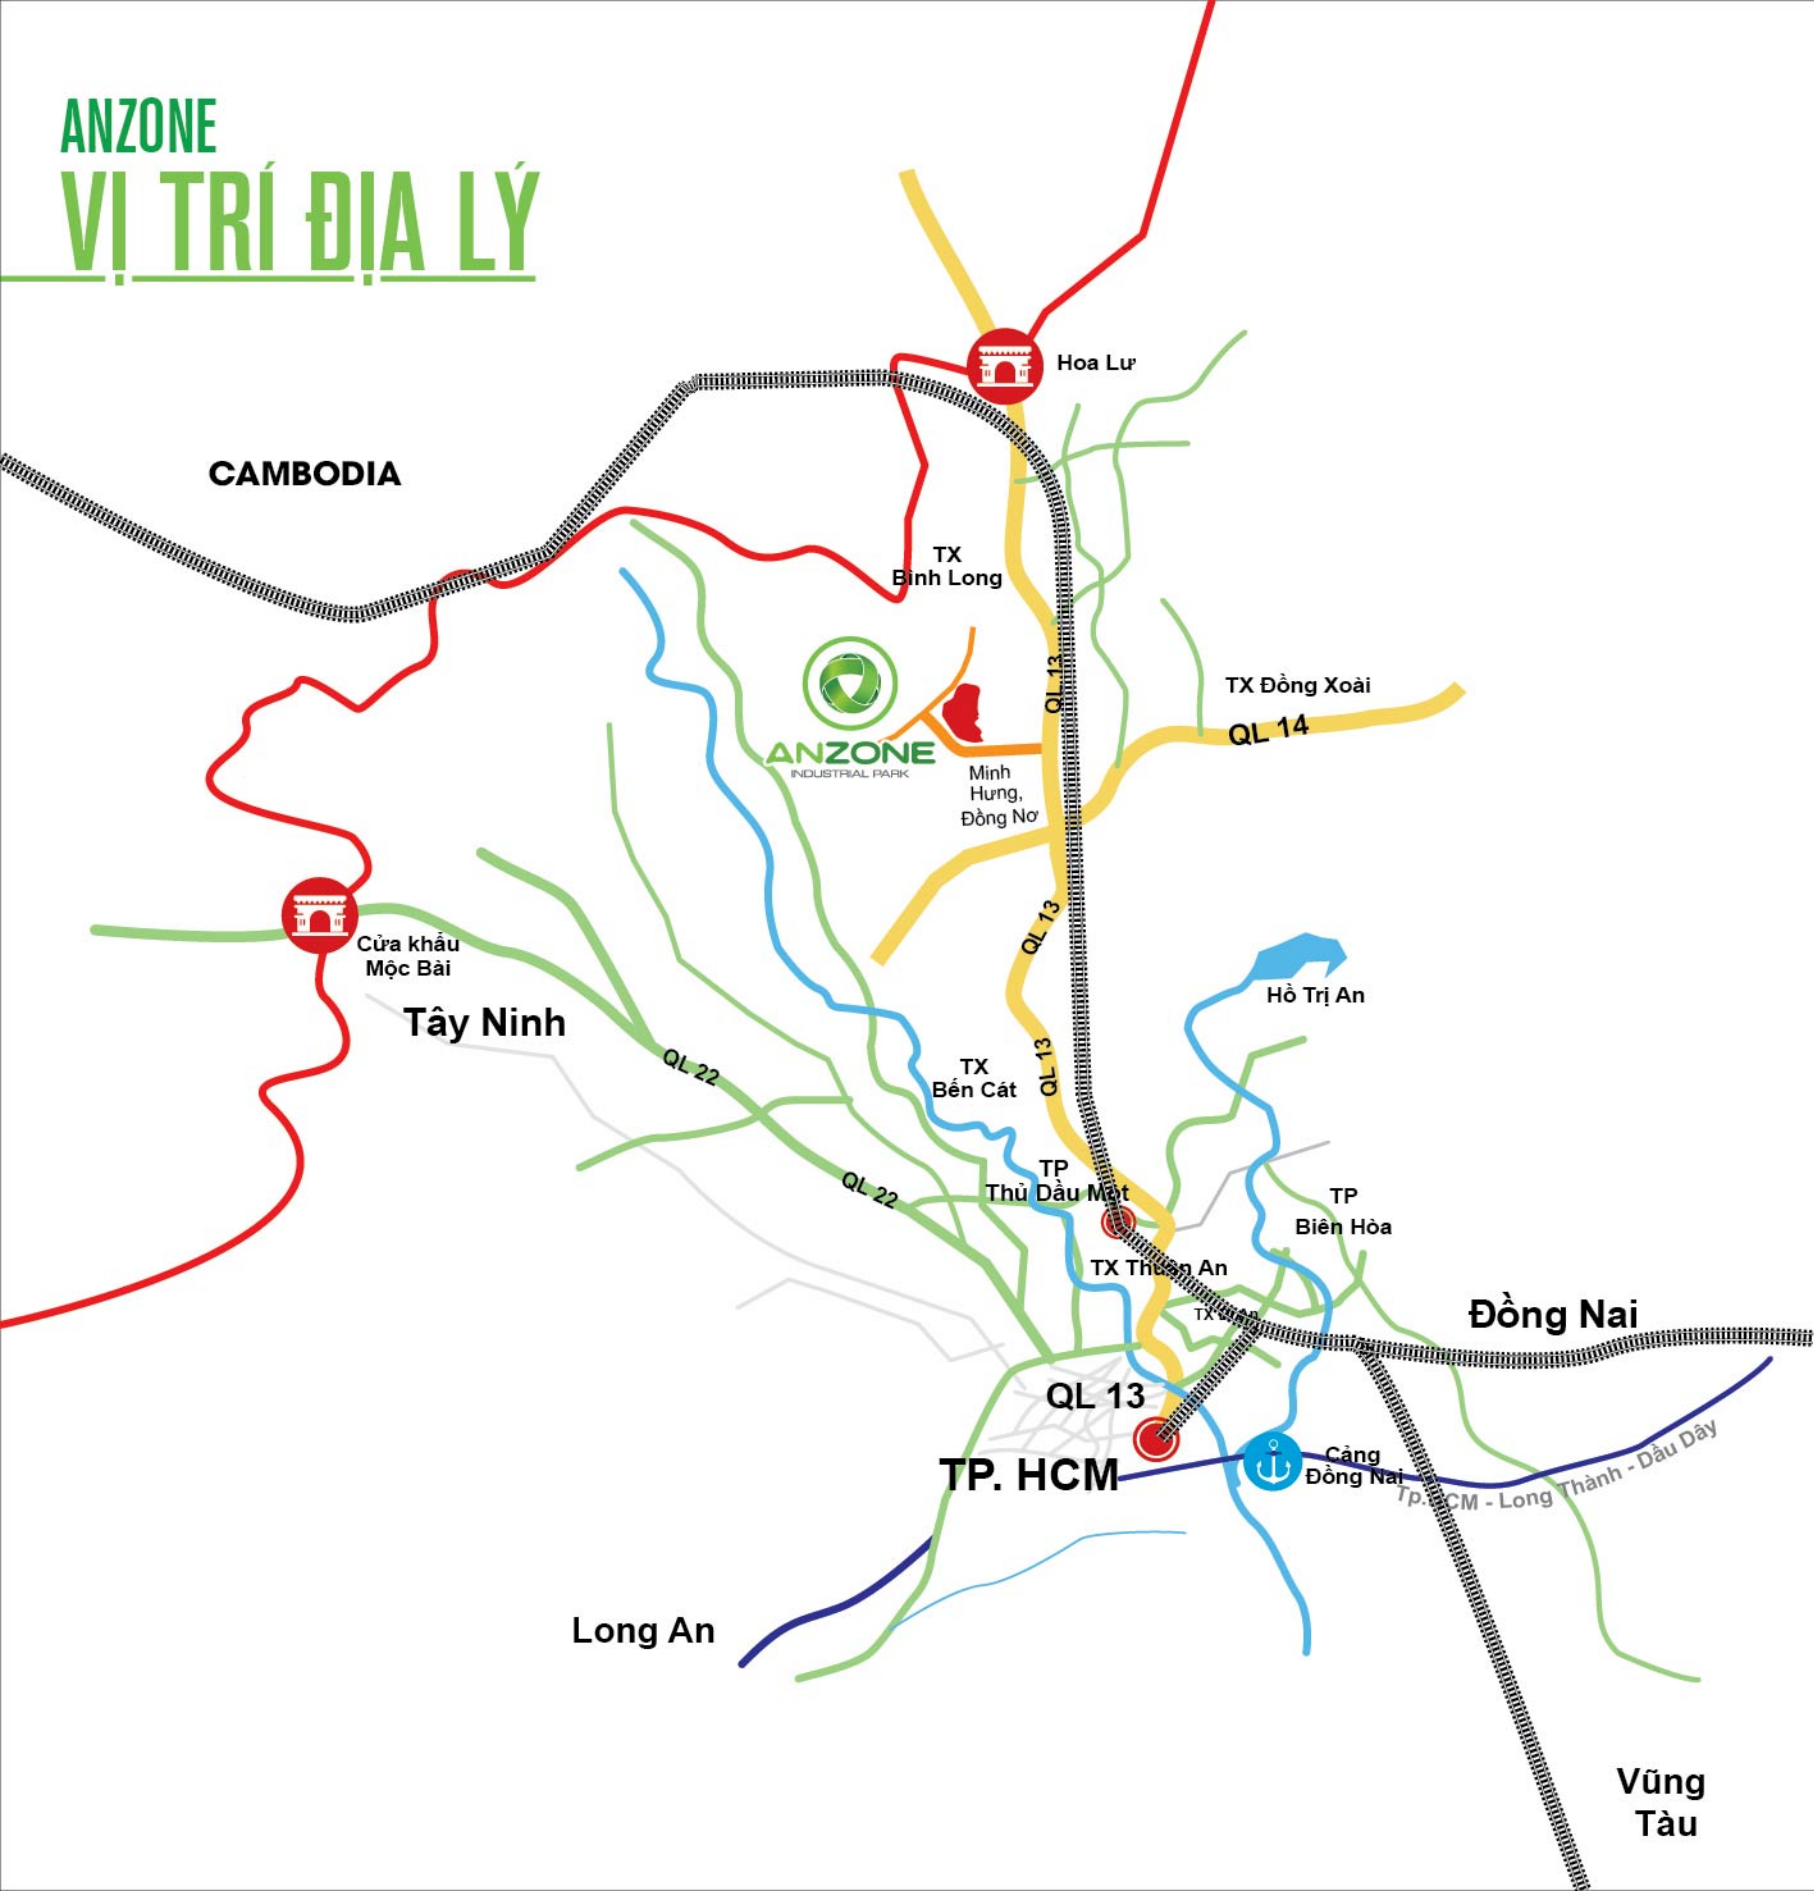 ANZONE
VỊ TRÍ ĐỊA LÝ
Hoa Lư
CAMBODIA
TX
Bình Long
QL 13
TX Đồng Xoài
QL 14
ANZONE
INDUSTRIAL PARK
Minh
Hưng,
Đồng Nơ
QL 13
Cửa khẩu
Mộc Bài
Hồ Trị An
Tây Ninh
QL 22
QL 13
TX
Bến Cát
TP
Thủ Dầu Một
QL 22
TP
Biên Hòa
TX Thuận An
TX
Đồng Nai
QL 13
TP. HCM
Cảng
Đồng Nai
Tp.HCM - Long Thành - Dầu Dây
Long An
Vũng
Tàu